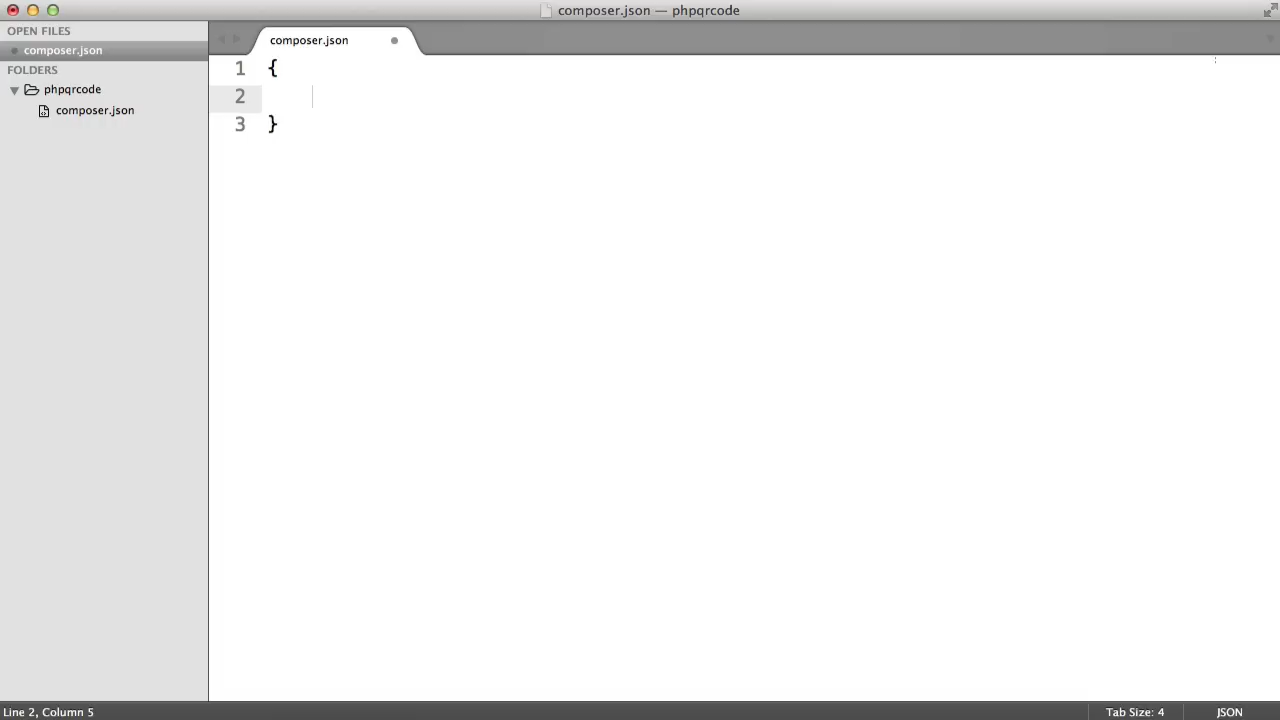 composer.json — phpqrcode
OPEN FILES
composer.json
FOLDERS
phpqrcode
composer.json
composer.json
1 {
2
3 }
Line 2, Column 5
Tab Size: 4
JSON